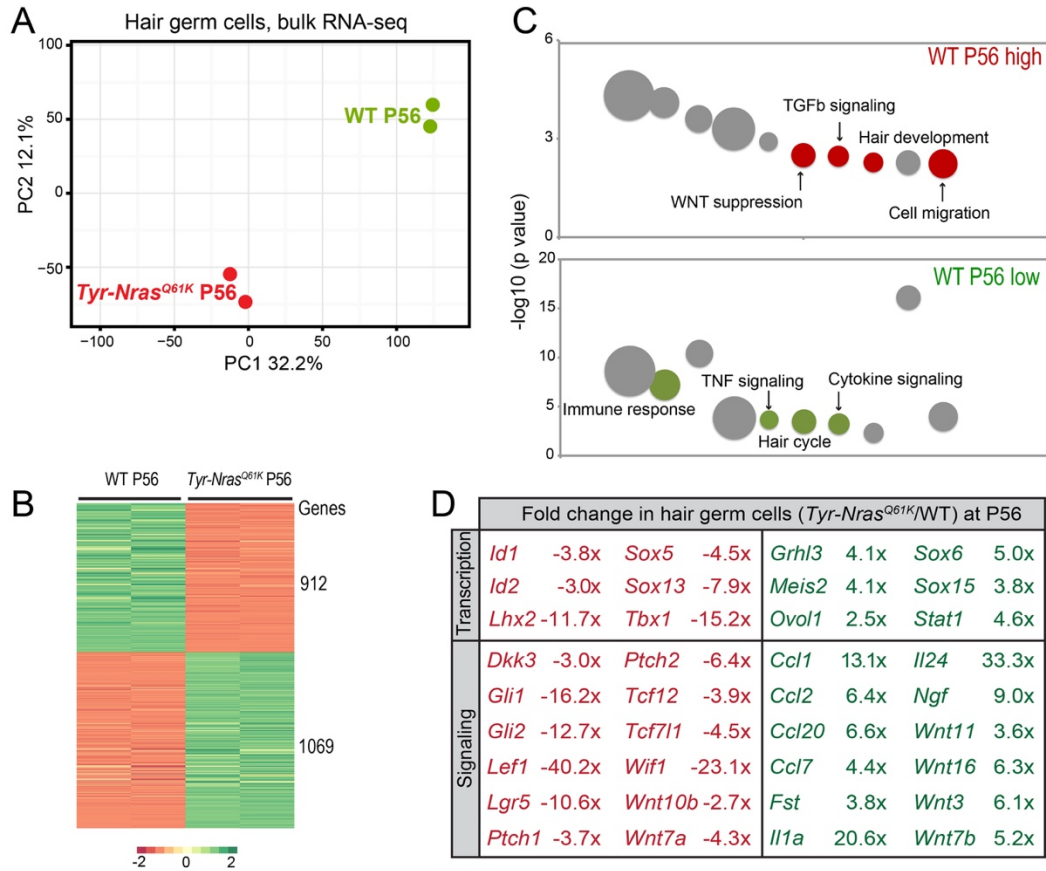 A
Hair germ cells, bulk RNA-seq
100
50
0
−50
PC2 12.1%
WT P56
Tyr-Nras^Q61K P56
−100
−50
0
50
100
PC1 32.2%
B
WT P56
Tyr-Nras^Q61K P56
Genes
912
1069
-2
0
2
C
WT P56 high
6
3
0
TGFb signaling
Hair development
WNT suppression
Cell migration
-log10 (p value)
WT P56 low
20
15
10
5
0
TNF signaling
Cytokine signaling
Immune response
Hair cycle
D
Fold change in hair germ cells (Tyr-Nras^Q61K/WT) at P56
Transcription
Id1 -3.8x Sox5 -4.5x Grhl3 4.1x Sox6 5.0x
Id2 -3.0x Sox13 -7.9x Meis2 4.1x Sox15 3.8x
Lhx2 -11.7x Tbx1 -15.2x Ovol1 2.5x Stat1 4.6x
Signaling
Dkk3 -3.0x Ptch2 -6.4x Ccl1 13.1x Il24 33.3x
Gli1 -16.2x Tcf12 -3.9x Ccl2 6.4x Ngf 9.0x
Gli2 -12.7x Tcf7l1 -4.5x Ccl20 6.6x Wnt11 3.6x
Lef1 -40.2x Wif1 -23.1x Ccl7 4.4x Wnt16 6.3x
Lgr5 -10.6x Wnt10b -2.7x Fst 3.8x Wnt3 6.1x
Ptch1 -3.7x Wnt7a -4.3x Il1a 20.6x Wnt7b 5.2x